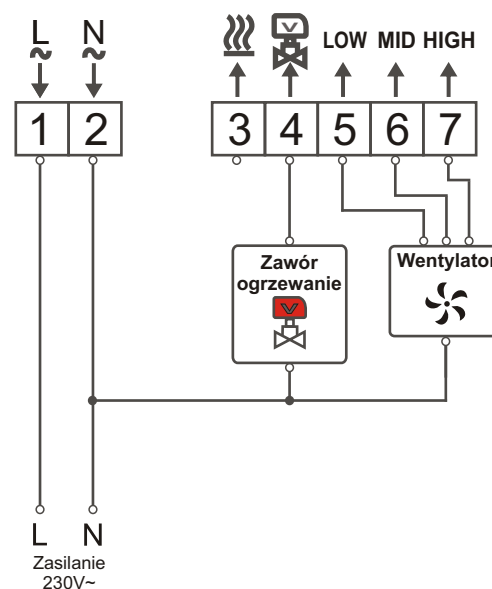 L N LOW MID HIGH
1 2 3 4 5 6 7
Zawór
ogrzewanie
Wentylator
L N
Zasilanie
230V~